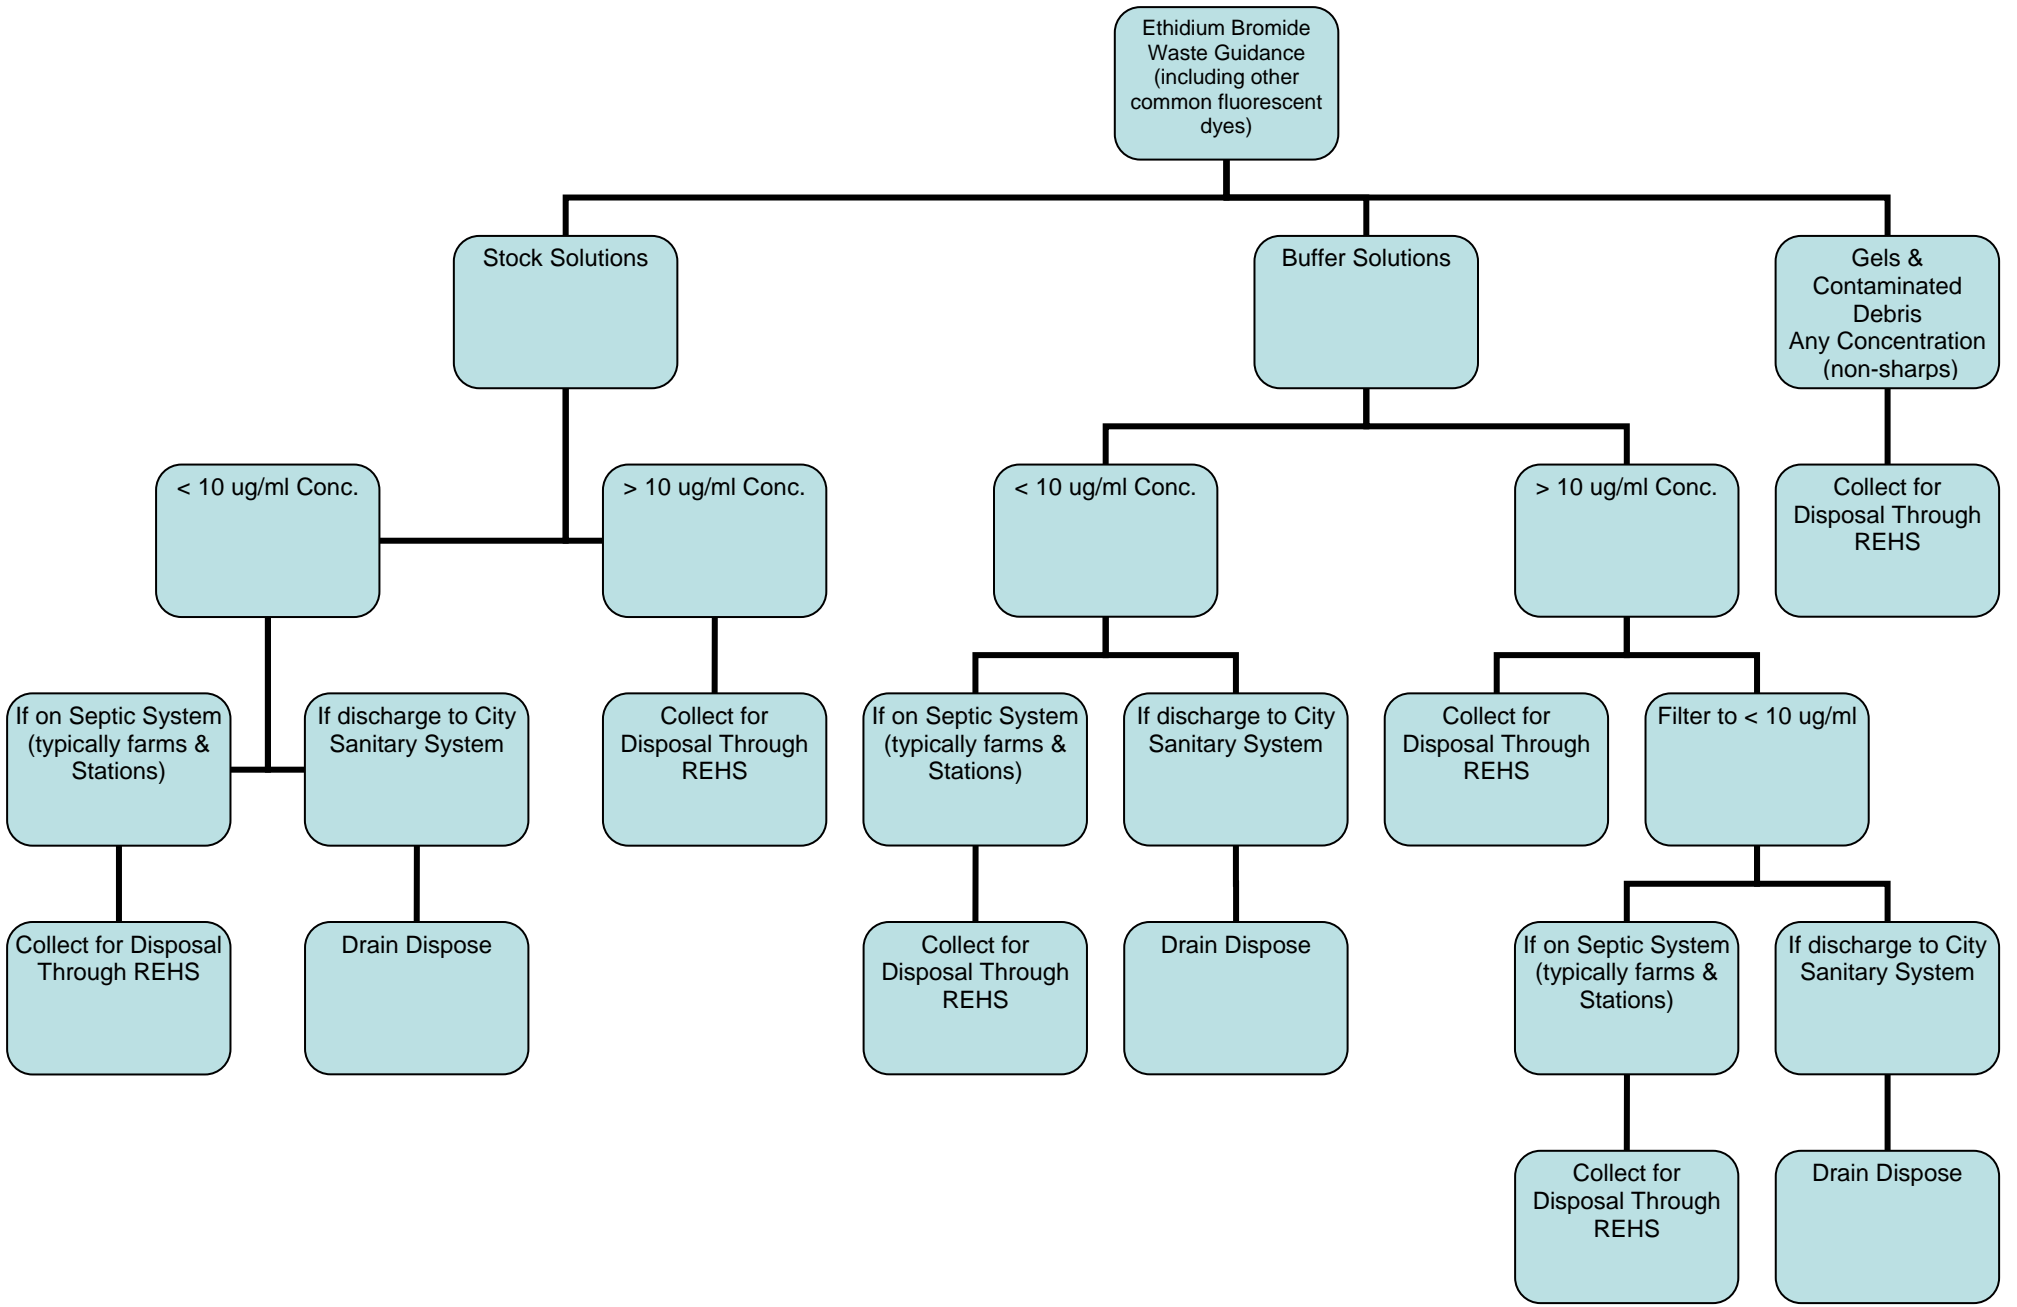 Ethidium Bromide
Waste Guidance
(including other
common fluorescent
dyes)
Stock Solutions
Buffer Solutions
Gels &
Contaminated
Debris
Any Concentration
(non-sharps)
< 10 ug/ml Conc.
> 10 ug/ml Conc.
< 10 ug/ml Conc.
> 10 ug/ml Conc.
Collect for
Disposal Through
REHS
If on Septic System
(typically farms &
Stations)
If discharge to City
Sanitary System
Collect for
Disposal Through
REHS
If on Septic System
(typically farms &
Stations)
If discharge to City
Sanitary System
Collect for
Disposal Through
REHS
Filter to < 10 ug/ml
Collect for Disposal
Through REHS
Drain Dispose
Collect for
Disposal Through
REHS
Drain Dispose
If on Septic System
(typically farms &
Stations)
If discharge to City
Sanitary System
Collect for
Disposal Through
REHS
Drain Dispose